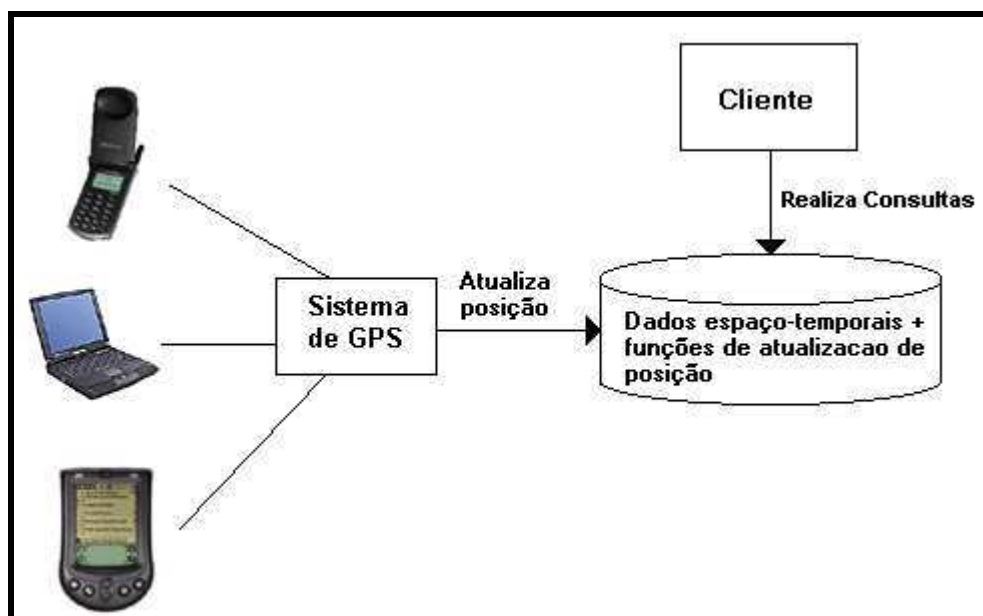 Cliente
Realiza Consultas
Atualiza
posição
Sistema
de GPS
Dados espaço-temporais +
funções de atualizacao de
posição